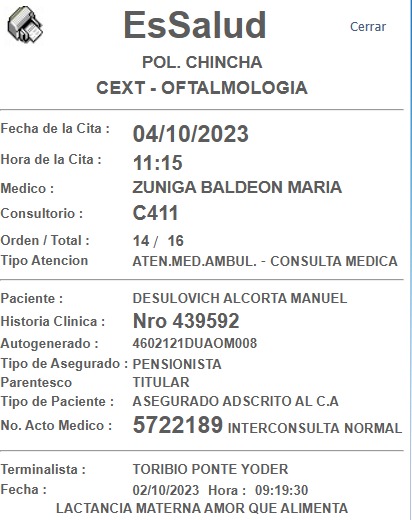 EsSalud
Cerrar
POL. CHINCHA
CEXT - OFTALMOLOGIA
Fecha de la Cita : 04/10/2023
Hora de la Cita : 11:15
Medico : ZUNIGA BALDEON MARIA
Consultorio : C411
Orden / Total : 14 / 16
Tipo Atencion ATEN.MED.AMBUL. - CONSULTA MEDICA
Paciente : DESULOVICH ALCORTA MANUEL
Historia Clinica : Nro 439592
Autogenerado : 4602121DUAOM008
Tipo de Asegurado : PENSIONISTA
Parentesco TITULAR
Tipo de Paciente : ASEGURADO ADSCRITO AL C.A
No. Acto Medico : 5722189 INTERCONSULTA NORMAL
Terminalista : TORIBIO PONTE YODER
Fecha : 02/10/2023 Hora : 09:19:30
LACTANCIA MATERNA AMOR QUE ALIMENTA